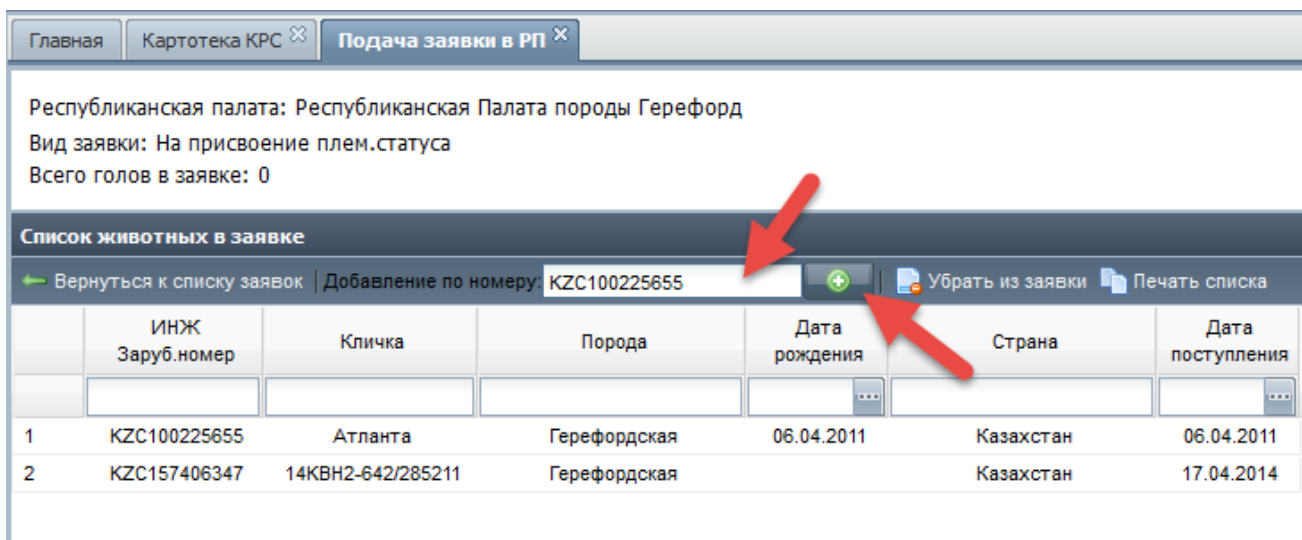 Главная Картотека КРС Подача заявки в РП
Республиканская палата: Республиканская Палата породы Герефорд
Вид заявки: На присвоение плем.статуса
Всего голов в заявке: 0
Список животных в заявке
Вернуться к списку заявок Добавление по номеру: KZC100225655 Убрать из заявки Печать списка
ИНЖ Заруб.номер Кличка Порода Дата рождения Страна Дата поступления
1 KZC100225655 Атланта Герефордская 06.04.2011 Казахстан 06.04.2011
2 KZC157406347 14КВН2-642/285211 Герефордская Казахстан 17.04.2014